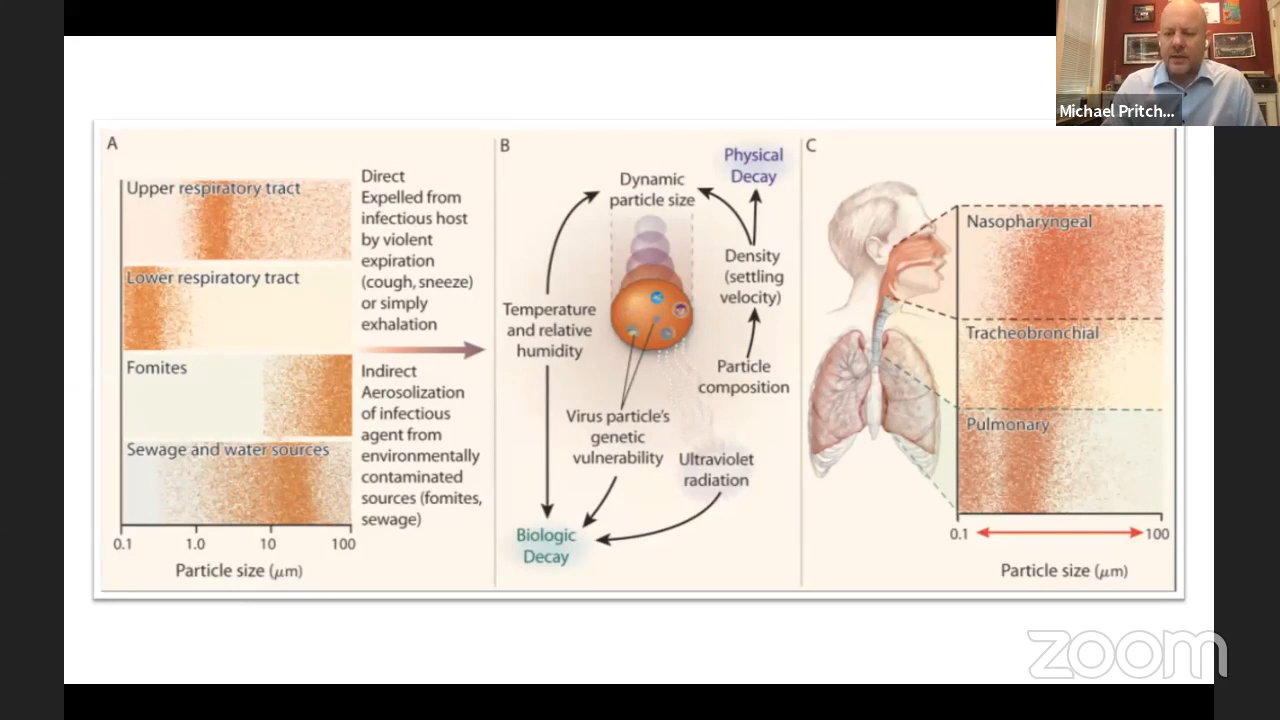 Michael Pritch...
A
Upper respiratory tract
Lower respiratory tract
Fomites
Sewage and water sources
0.1
1.0
10
100
Particle size (μm)
Direct
Expelled from
infectious host
by violent
expiration
(cough, sneeze)
or simply
exhalation
Indirect
Aerosolization
of infectious
agent from
environmentally
contaminated
sources (fomites,
sewage)
B
Physical
Decay
Dynamic
particle size
Density
(settling
velocity)
Temperature
and relative
humidity
Particle
composition
Virus particle's
genetic
vulnerability
Ultraviolet
radiation
Biologic
Decay
C
Nasopharyngeal
Tracheobronchial
Pulmonary
0.1
100
Particle size (μm)
zoom